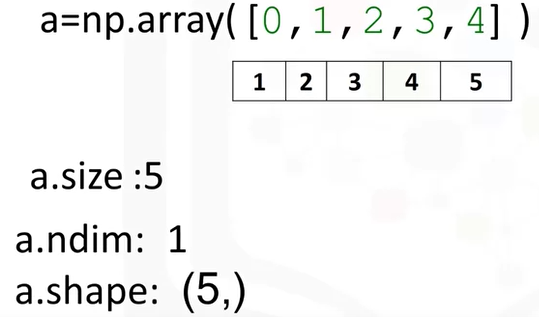 a=np.array( [0,1,2,3,4] )
1 2 3 4 5
a.size :5
a.ndim: 1
a.shape: (5,)